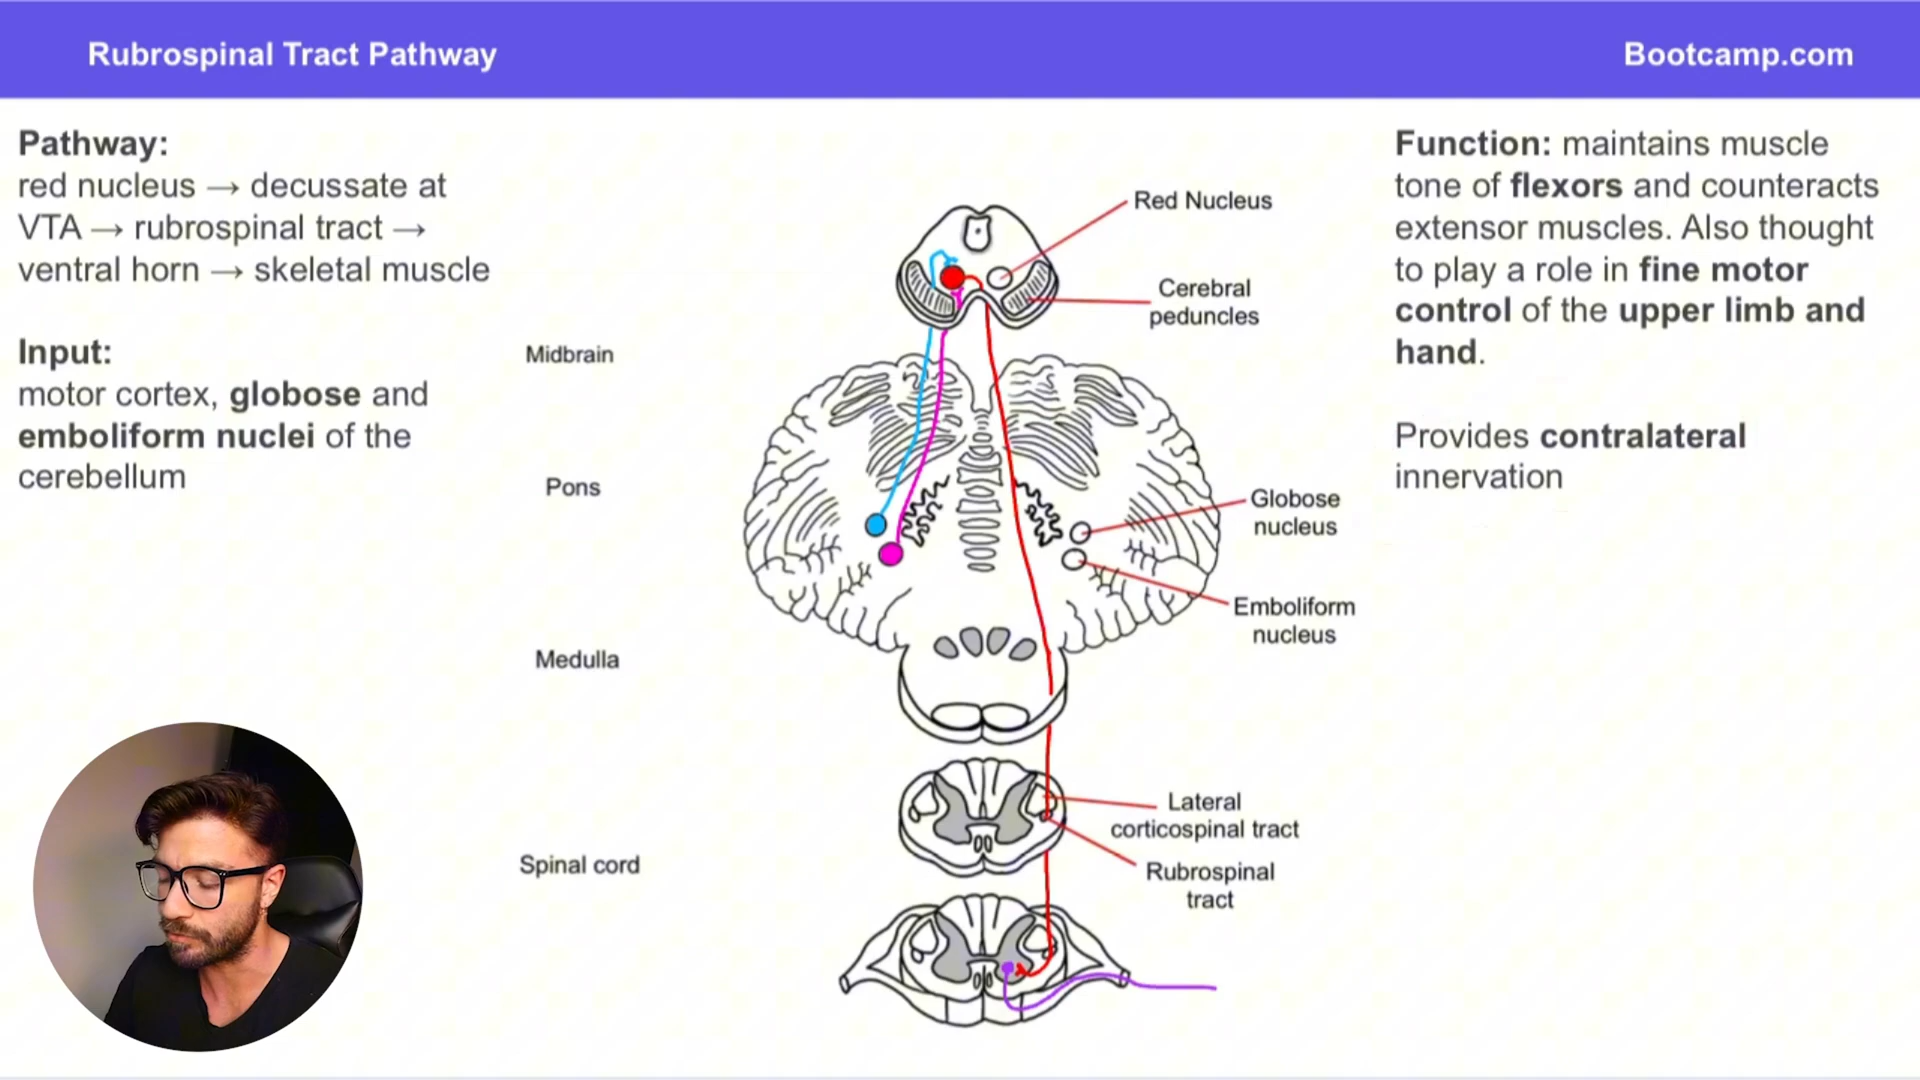 Rubrospinal Tract Pathway
Bootcamp.com
Pathway:
red nucleus → decussate at
VTA → rubrospinal tract →
ventral horn → skeletal muscle
Input:
motor cortex, globose and
emboliform nuclei of the
cerebellum
Midbrain
Pons
Medulla
Spinal cord
Red Nucleus
Cerebral
peduncles
Globose
nucleus
Emboliform
nucleus
Lateral
corticospinal tract
Rubrospinal
tract
Function: maintains muscle
tone of flexors and counteracts
extensor muscles. Also thought
to play a role in fine motor
control of the upper limb and
hand.
Provides contralateral
innervation